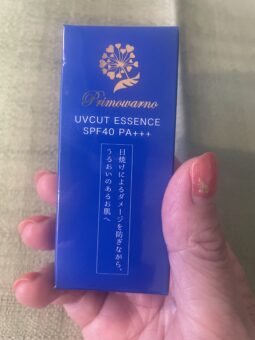 Primowarno
UVCUT ESSENCE
SPF40 PA+++
日焼けによるダメージを防ぎながら、
うるおいのあるお肌へ